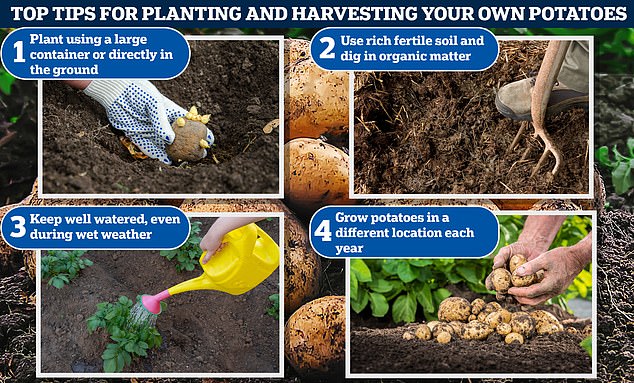 TOP TIPS FOR PLANTING AND HARVESTING YOUR OWN POTATOES
1 Plant using a large
container or directly in
the ground
2 Use rich fertile soil and
dig in organic matter
3 Keep well watered, even
during wet weather
4 Grow potatoes in a
different location each
year